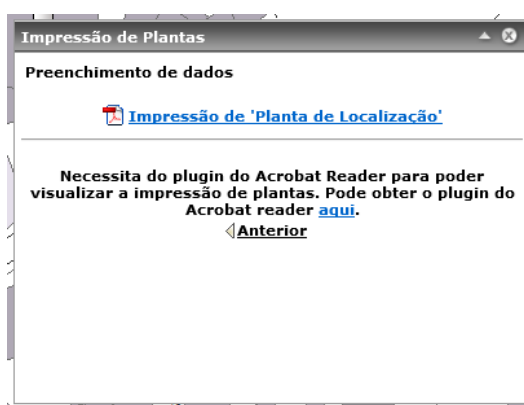 Impressão de Plantas
Preenchimento de dados
Impressão de 'Planta de Localização'
Necessita do plugin do Acrobat Reader para poder
visualizar a impressão de plantas. Pode obter o plugin do
Acrobat reader aqui.
Anterior